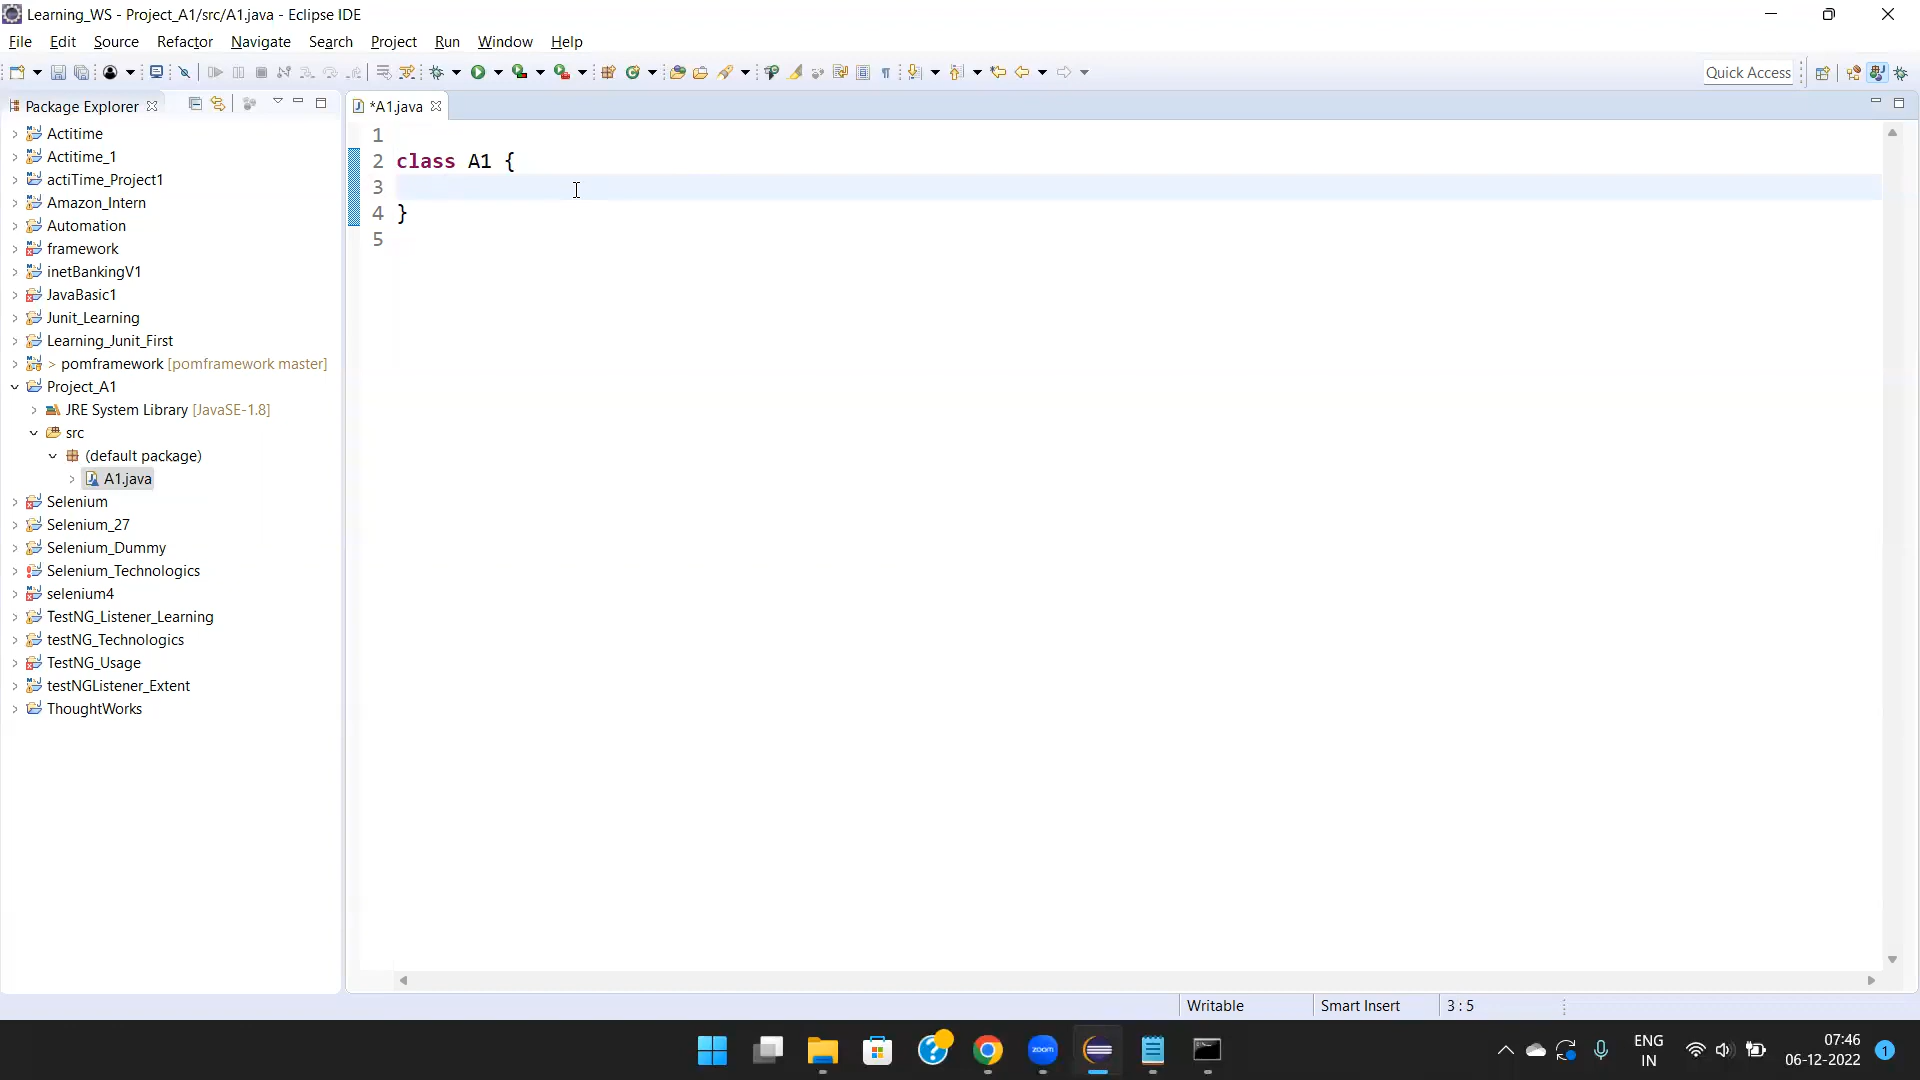 Learning_WS - Project_A1/src/A1.java - Eclipse IDE
File Edit Source Refactor Navigate Search Project Run Window Help
Quick Access
Package Explorer
*A1.java
Actitime
Actitime_1
actiTime_Project1
Amazon_Intern
Automation
framework
inetBankingV1
JavaBasic1
Junit_Learning
Learning_Junit_First
> pomframework [pomframework master]
Project_A1
JRE System Library [JavaSE-1.8]
src
(default package)
A1.java
Selenium
Selenium_27
Selenium_Dummy
Selenium_Technologics
selenium4
TestNG_Listener_Learning
testNG_Technologics
TestNG_Usage
testNGListener_Extent
ThoughtWorks
1
2 class A1 {
3
4 }
5
Writable Smart Insert 3 : 5
zoom
ENG
IN
07:46
06-12-2022
1